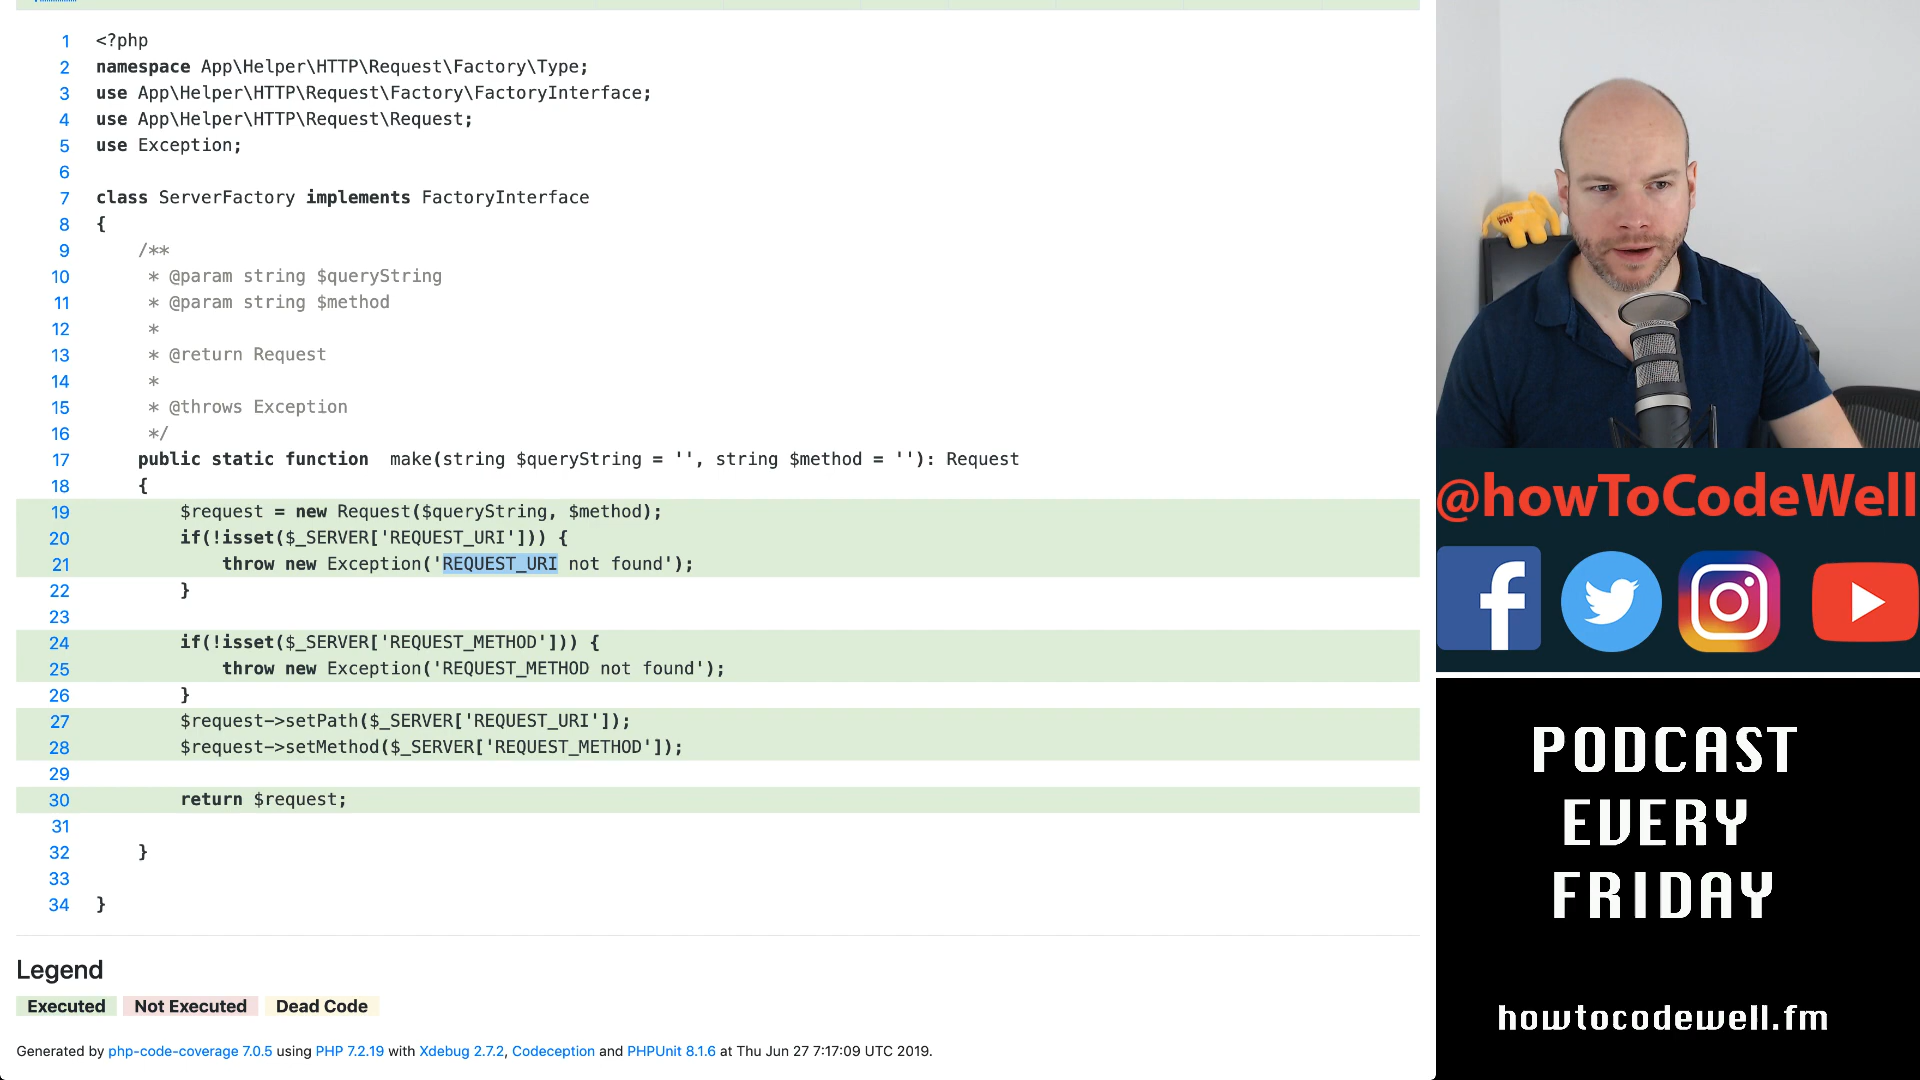 1 <?php
2 namespace App\Helper\HTTP\Request\Factory\Type;
3 use App\Helper\HTTP\Request\Factory\FactoryInterface;
4 use App\Helper\HTTP\Request\Request;
5 use Exception;
6
7 class ServerFactory implements FactoryInterface
8 {
9     /**
10      * @param string $queryString
11      * @param string $method
12      *
13      * @return Request
14      *
15      * @throws Exception
16      */
17     public static function  make(string $queryString = '', string $method = ''): Request
18     {
19         $request = new Request($queryString, $method);
20         if(!isset($_SERVER['REQUEST_URI'])) {
21             throw new Exception('REQUEST_URI not found');
22         }
23
24         if(!isset($_SERVER['REQUEST_METHOD'])) {
25             throw new Exception('REQUEST_METHOD not found');
26         }
27         $request->setPath($_SERVER['REQUEST_URI']);
28         $request->setMethod($_SERVER['REQUEST_METHOD']);
29
30         return $request;
31
32     }
33
34 }
Legend
Executed Not Executed Dead Code
Generated by php-code-coverage 7.0.5 using PHP 7.2.19 with Xdebug 2.7.2, Codeception and PHPUnit 8.1.6 at Thu Jun 27 7:17:09 UTC 2019.
PHP
@howToCodeWell
PODCAST
EVERY
FRIDAY
howtocodewell.fm